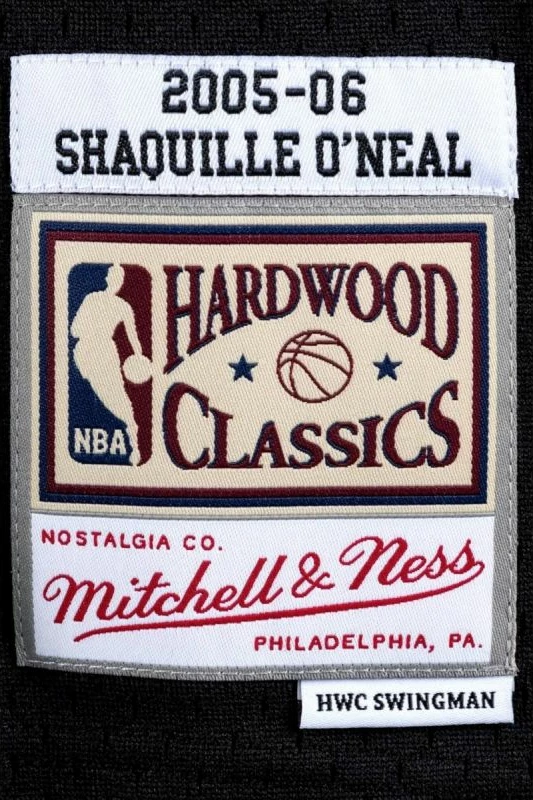 2005-06
SHAQUILLE O'NEAL
HARDWOOD
CLASSICS
NBA
NOSTALGIA CO.
Mitchell & Ness
PHILADELPHIA, PA.
HWC SWINGMAN